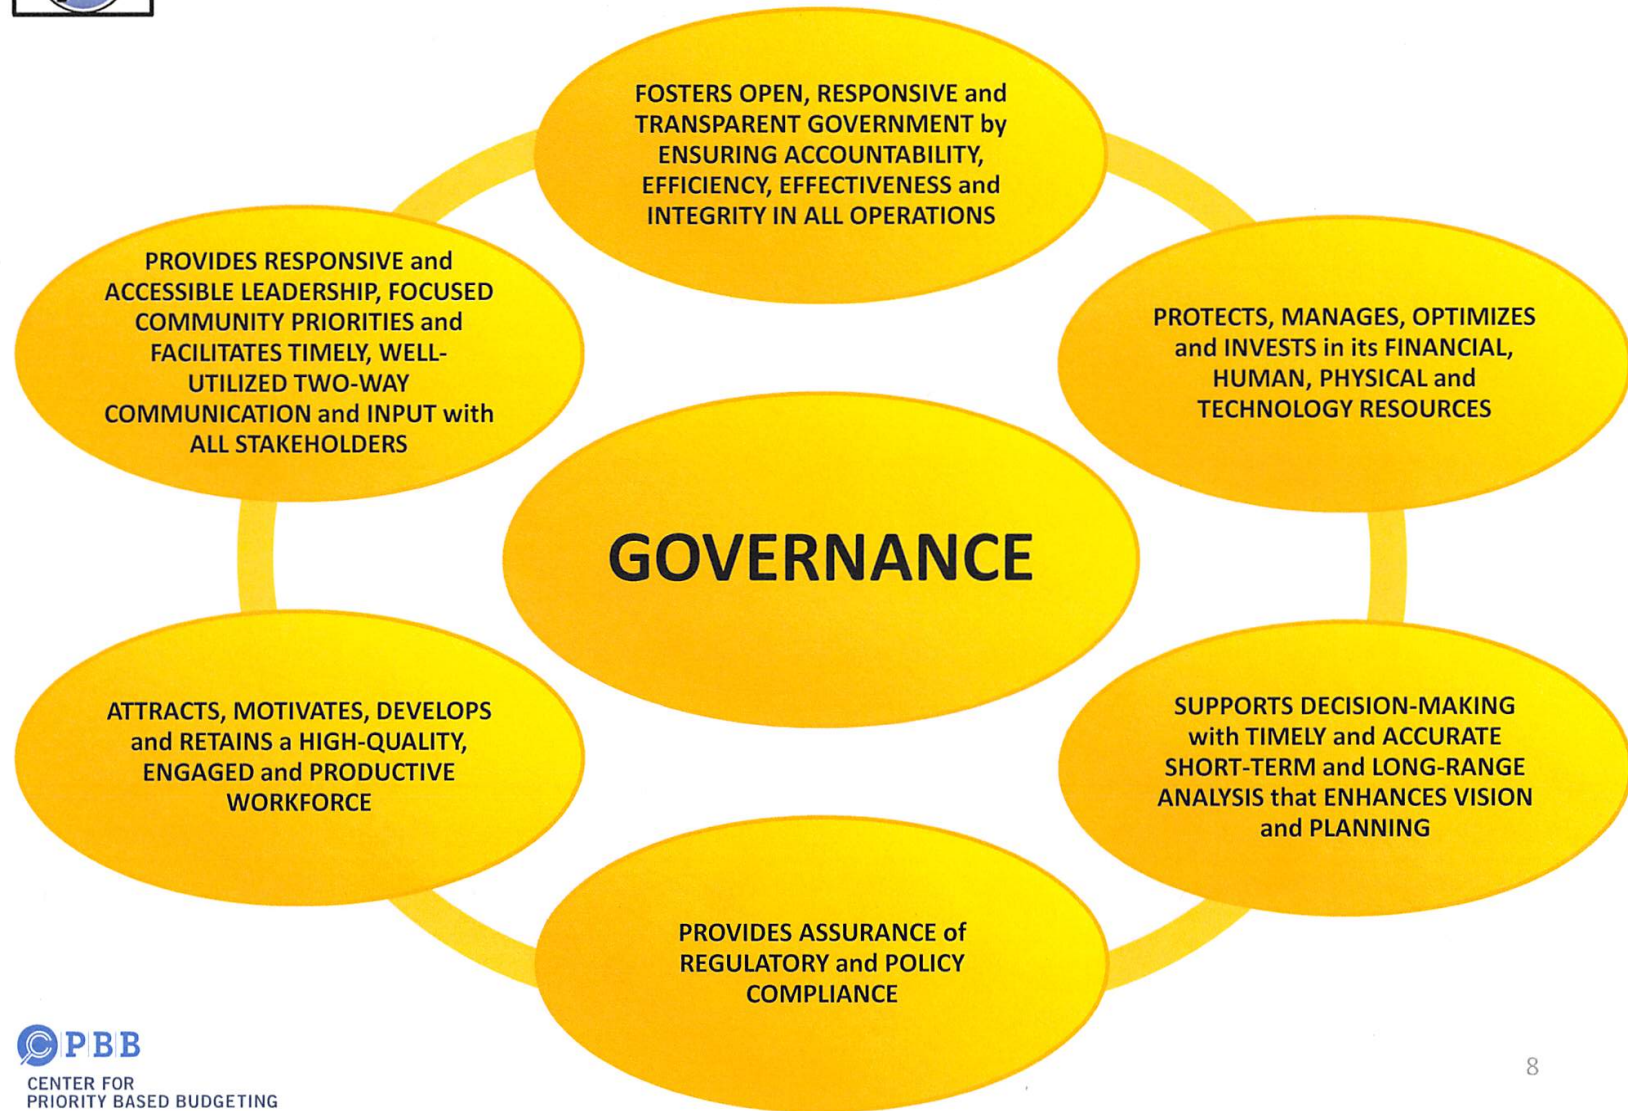 FOSTERS OPEN, RESPONSIVE and
TRANSPARENT GOVERNMENT by
ENSURING ACCOUNTABILITY,
EFFICIENCY, EFFECTIVENESS and
INTEGRITY IN ALL OPERATIONS
PROVIDES RESPONSIVE and
ACCESSIBLE LEADERSHIP, FOCUSED
COMMUNITY PRIORITIES and
FACILITATES TIMELY, WELL-
UTILIZED TWO-WAY
COMMUNICATION and INPUT with
ALL STAKEHOLDERS
PROTECTS, MANAGES, OPTIMIZES
and INVESTS in its FINANCIAL,
HUMAN, PHYSICAL and
TECHNOLOGY RESOURCES
GOVERNANCE
ATTRACTS, MOTIVATES, DEVELOPS
and RETAINS a HIGH-QUALITY,
ENGAGED and PRODUCTIVE
WORKFORCE
SUPPORTS DECISION-MAKING
with TIMELY and ACCURATE
SHORT-TERM and LONG-RANGE
ANALYSIS that ENHANCES VISION
and PLANNING
PROVIDES ASSURANCE of
REGULATORY and POLICY
COMPLIANCE
PBB
CENTER FOR
PRIORITY BASED BUDGETING
8